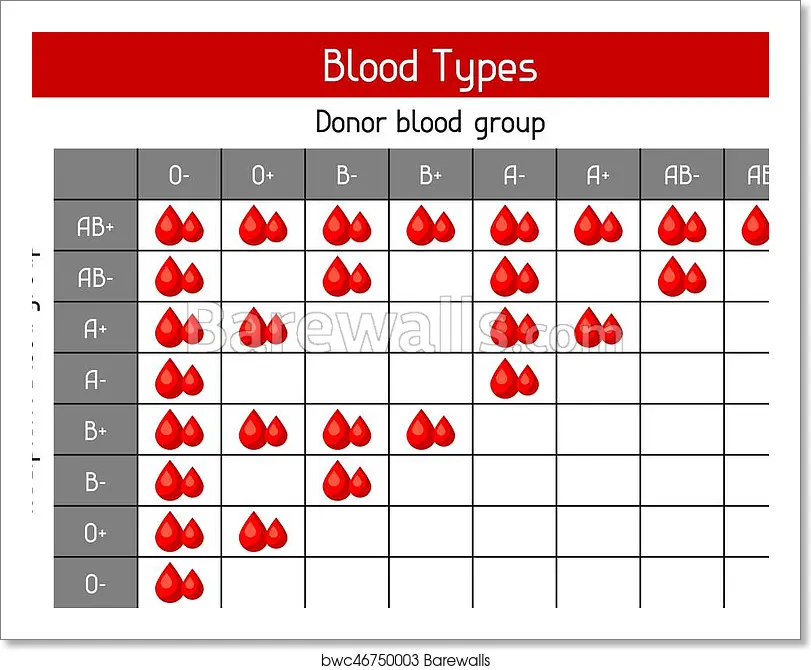 Blood Types
Donor blood group
O- O+ B- B+ A- A+ AB- AB
AB+
AB-
A+
Barewalls.com
A-
B+
B-
O+
O-
bwc46750003 Barewalls